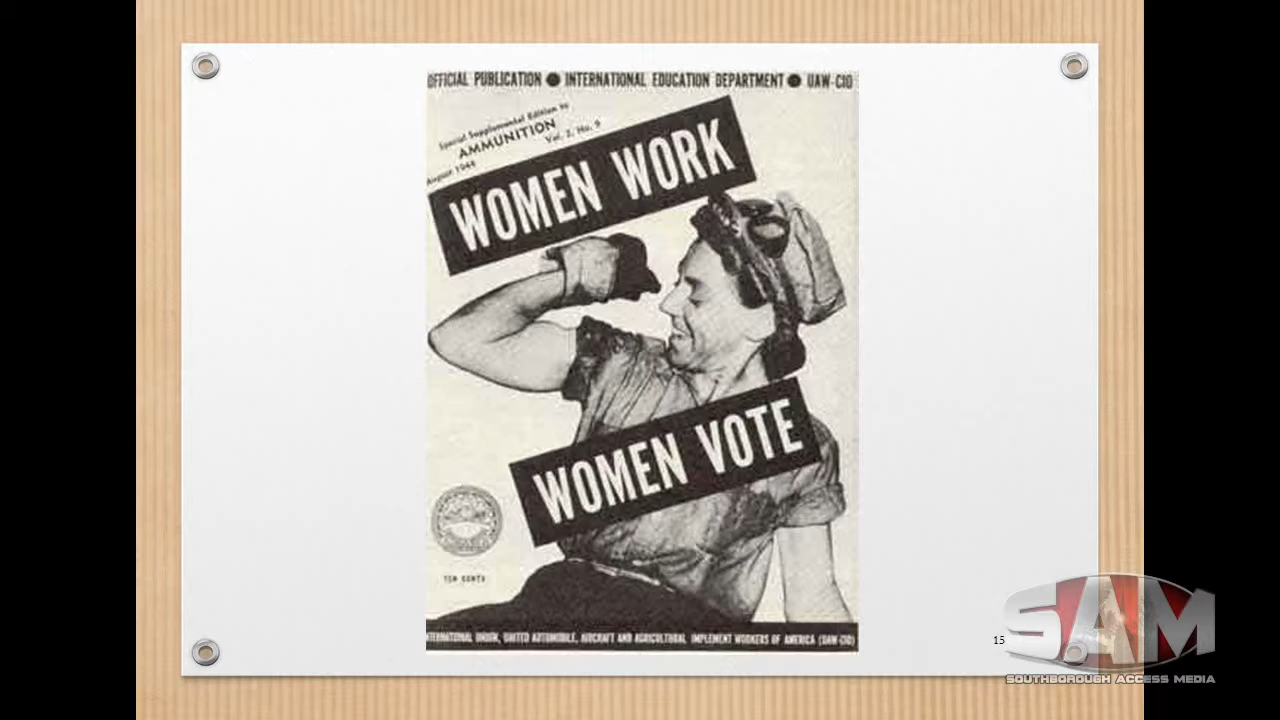 OFFICIAL PUBLICATION ● INTERNATIONAL EDUCATION DEPARTMENT ● UAW-CIO
Special Supplemental Edition
AMMUNITION
Vol. 2, No. 9
August 1944
WOMEN WORK
WOMEN VOTE
TEN CENTS
INTERNATIONAL UNION, UNITED AUTOMOBILE, AIRCRAFT AND AGRICULTURAL IMPLEMENT WORKERS OF AMERICA (UAW-CIO)
15
SAM
SOUTHBOROUGH ACCESS MEDIA